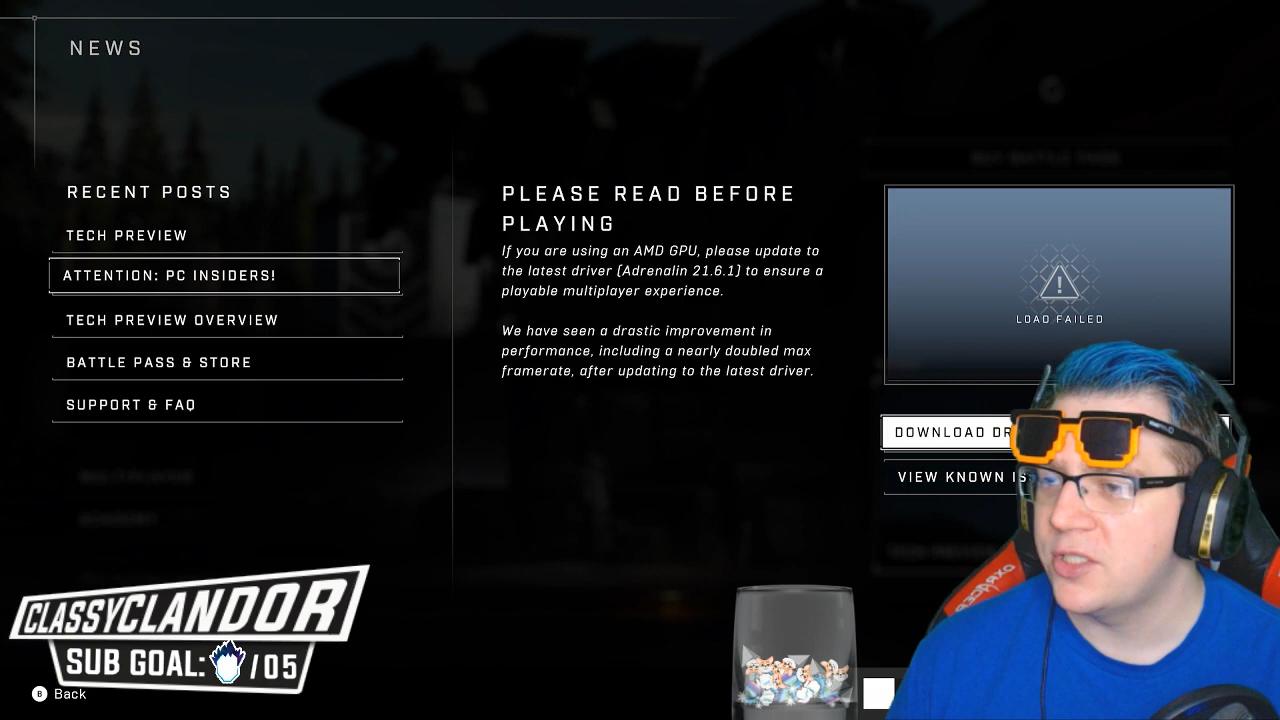 NEWS
RECENT POSTS
TECH PREVIEW
ATTENTION: PC INSIDERS!
TECH PREVIEW OVERVIEW
BATTLE PASS & STORE
SUPPORT & FAQ
PLEASE READ BEFORE
PLAYING
If you are using an AMD GPU, please update to
the latest driver (Adrenalin 21.6.1) to ensure a
playable multiplayer experience.
We have seen a drastic improvement in
performance, including a nearly doubled max
framerate, after updating to the latest driver.
LOAD FAILED
DOWNLOAD DR
VIEW KNOWN IS
CLASSYCLANDOR
SUB GOAL: /05
B Back